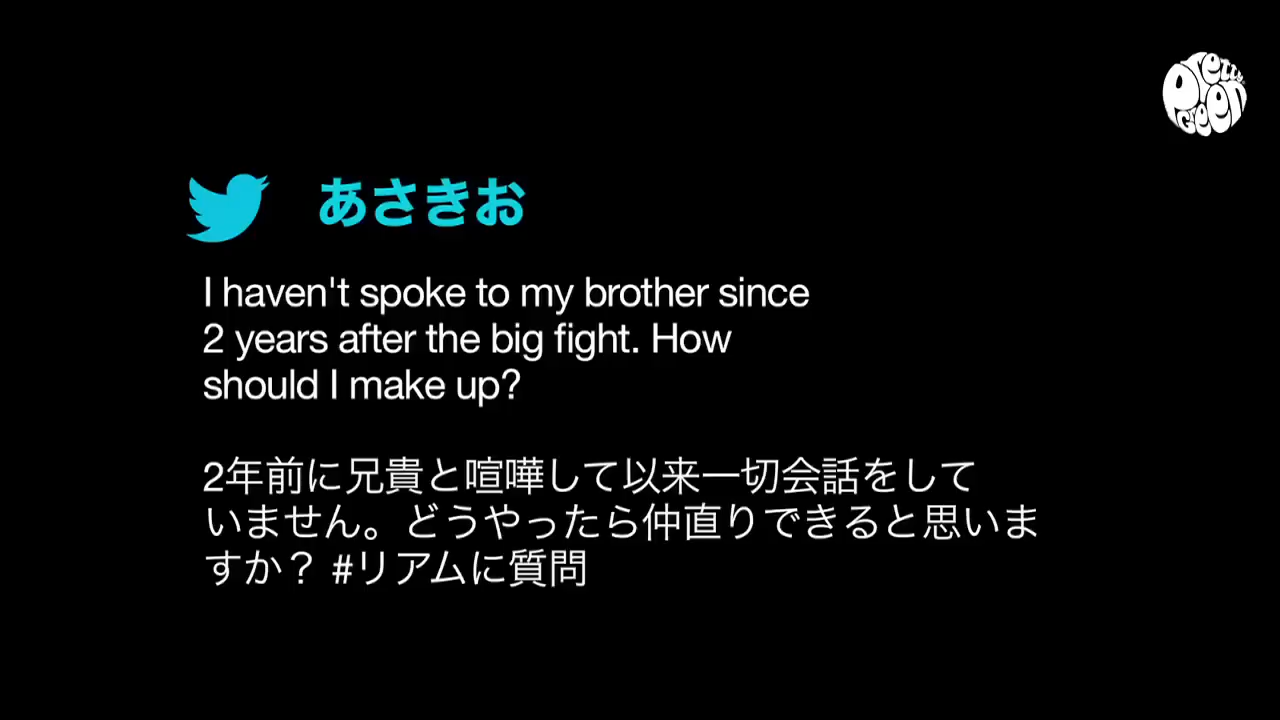 Pretty
Green
あさきお
I haven't spoke to my brother since
2 years after the big fight. How
should I make up?
2年前に兄貴と喧嘩して以来一切会話をして
いません。どうやったら仲直りできると思いま
すか？ #リアムに質問